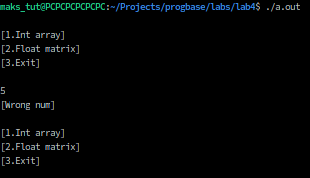 maks_tut@PCPCPCPCPCPC:~/Projects/progbase/labs/lab4$ ./a.out
[1.Int array]
[2.Float matrix]
[3.Exit]
5
[Wrong num]
[1.Int array]
[2.Float matrix]
[3.Exit]